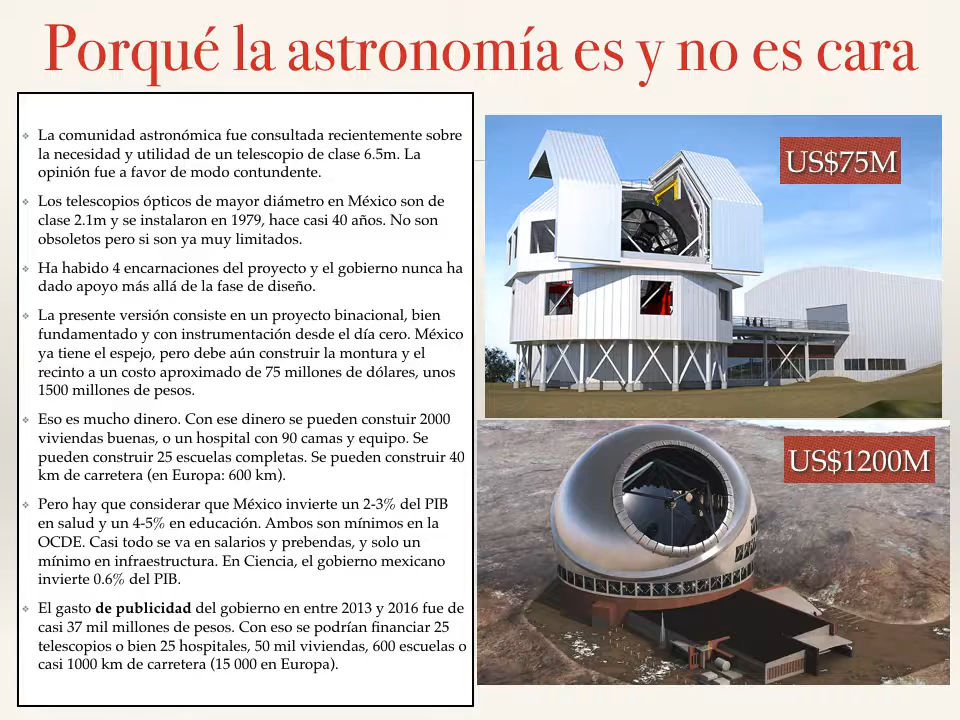 Porqué la astronomía es y no es cara
La comunidad astronómica fue consultada recientemente sobre
la necesidad y utilidad de un telescopio de clase 6.5m. La
opinión fue a favor de modo contundente.
Los telescopios ópticos de mayor diámetro en México son de
clase 2.1m y se instalaron en 1979, hace casi 40 años. No son
obsoletos pero si son ya muy limitados.
Ha habido 4 encarnaciones del proyecto y el gobierno nunca ha
dado apoyo más allá de la fase de diseño.
La presente versión consiste en un proyecto binacional, bien
fundamentado y con instrumentación desde el día cero. México
ya tiene el espejo, pero debe aún construir la montura y el
recinto a un costo aproximado de 75 millones de dólares, unos
1500 millones de pesos.
Eso es mucho dinero. Con ese dinero se pueden constuir 2000
viviendas buenas, o un hospital con 90 camas y equipo. Se
pueden construir 25 escuelas completas. Se pueden construir 40
km de carretera (en Europa: 600 km).
Pero hay que considerar que México invierte un 2-3% del PIB
en salud y un 4-5% en educación. Ambos son mínimos en la
OCDE. Casi todo se va en salarios y prebendas, y solo un
mínimo en infraestructura. En Ciencia, el gobierno mexicano
invierte 0.6% del PIB.
El gasto de publicidad del gobierno en entre 2013 y 2016 fue de
casi 37 mil millones de pesos. Con eso se podrían financiar 25
telescopios o bien 25 hospitales, 50 mil viviendas, 600 escuelas o
casi 1000 km de carretera (15 000 en Europa).
US$75M
US$1200M